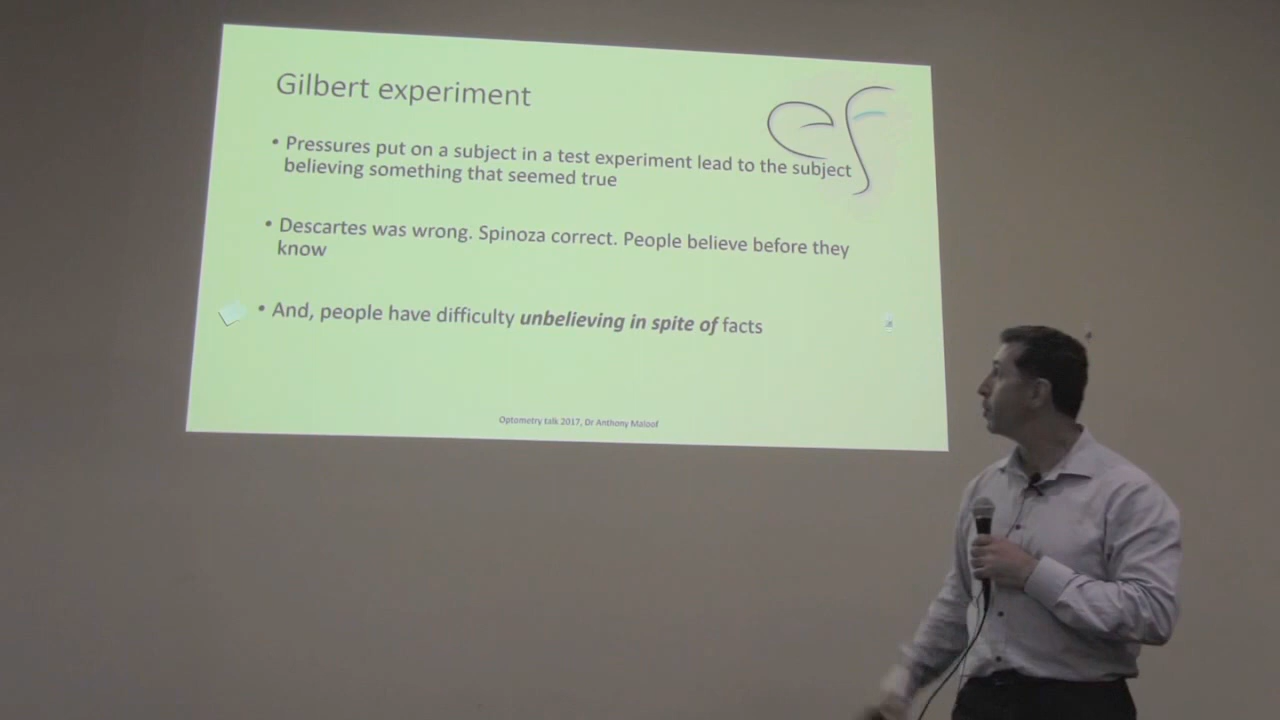 Gilbert experiment
ef
• Pressures put on a subject in a test experiment lead to the subject
believing something that seemed true
• Descartes was wrong. Spinoza correct. People believe before they
know
• And, people have difficulty unbelieving in spite of facts
Optometry talk 2017, Dr Anthony Maloof